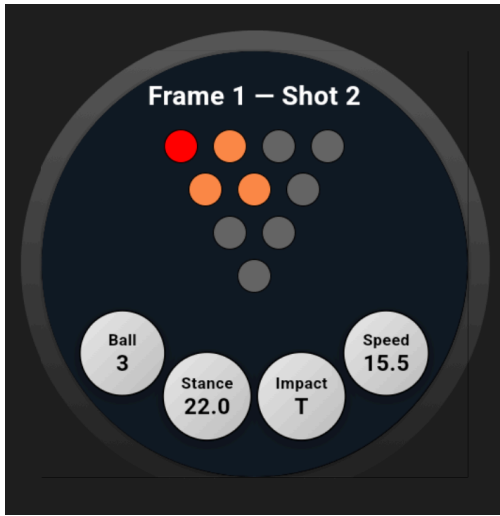 Frame 1 — Shot 2
Ball
3
Stance
22.0
Impact
T
Speed
15.5